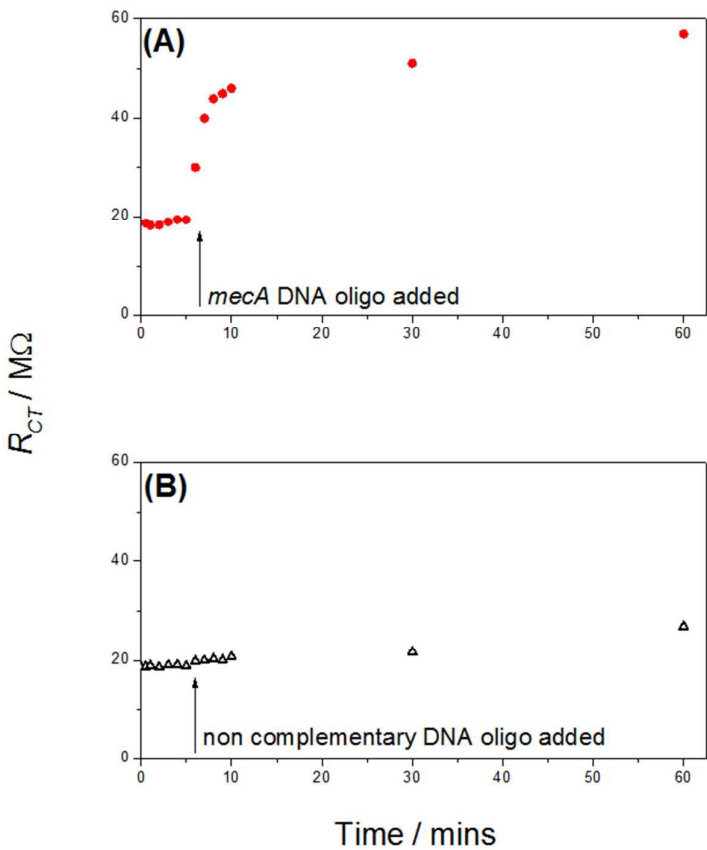 (A)
60
40
20
0
mecA DNA oligo added
0 10 20 30 40 50 60
R_CT / MΩ
(B)
60
40
20
0
non complementary DNA oligo added
0 10 20 30 40 50 60
Time / mins